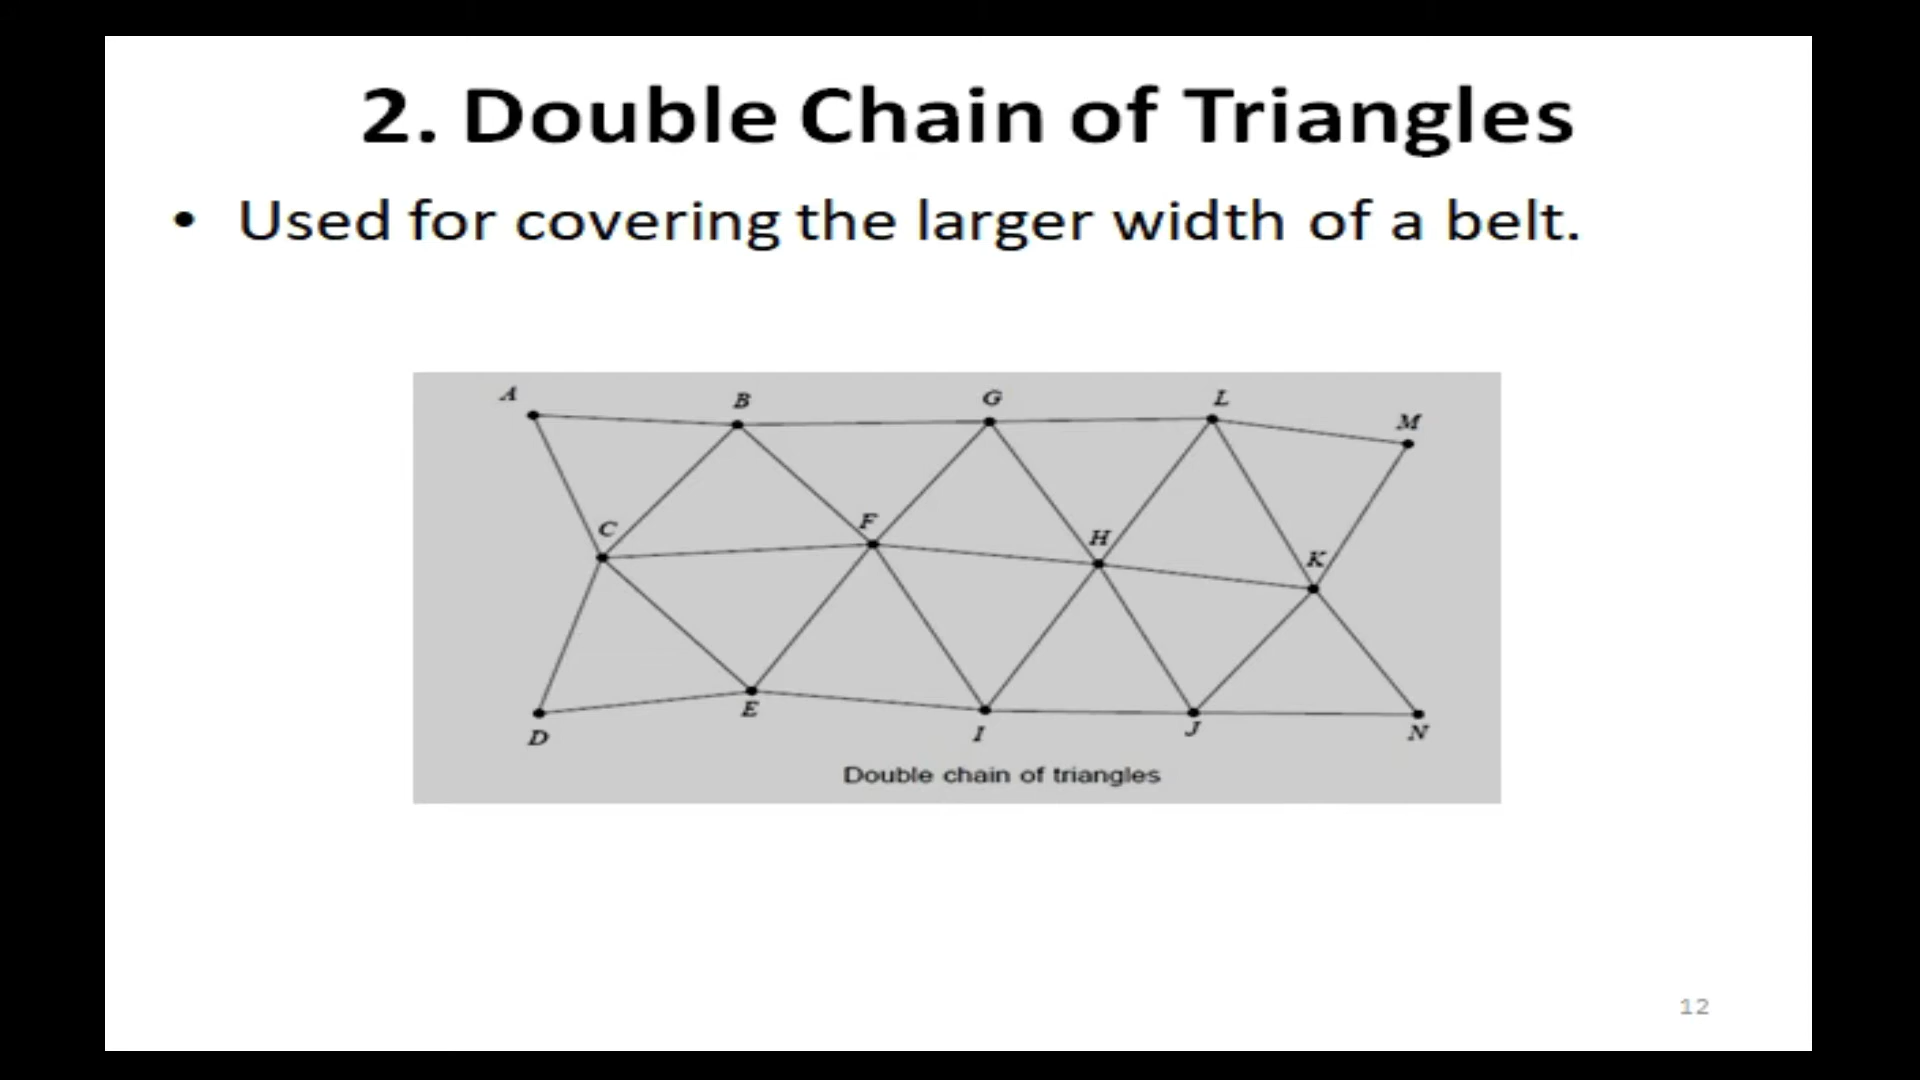 2. Double Chain of Triangles
• Used for covering the larger width of a belt.
A B G L M
C F H K
D E I J N
Double chain of triangles
12